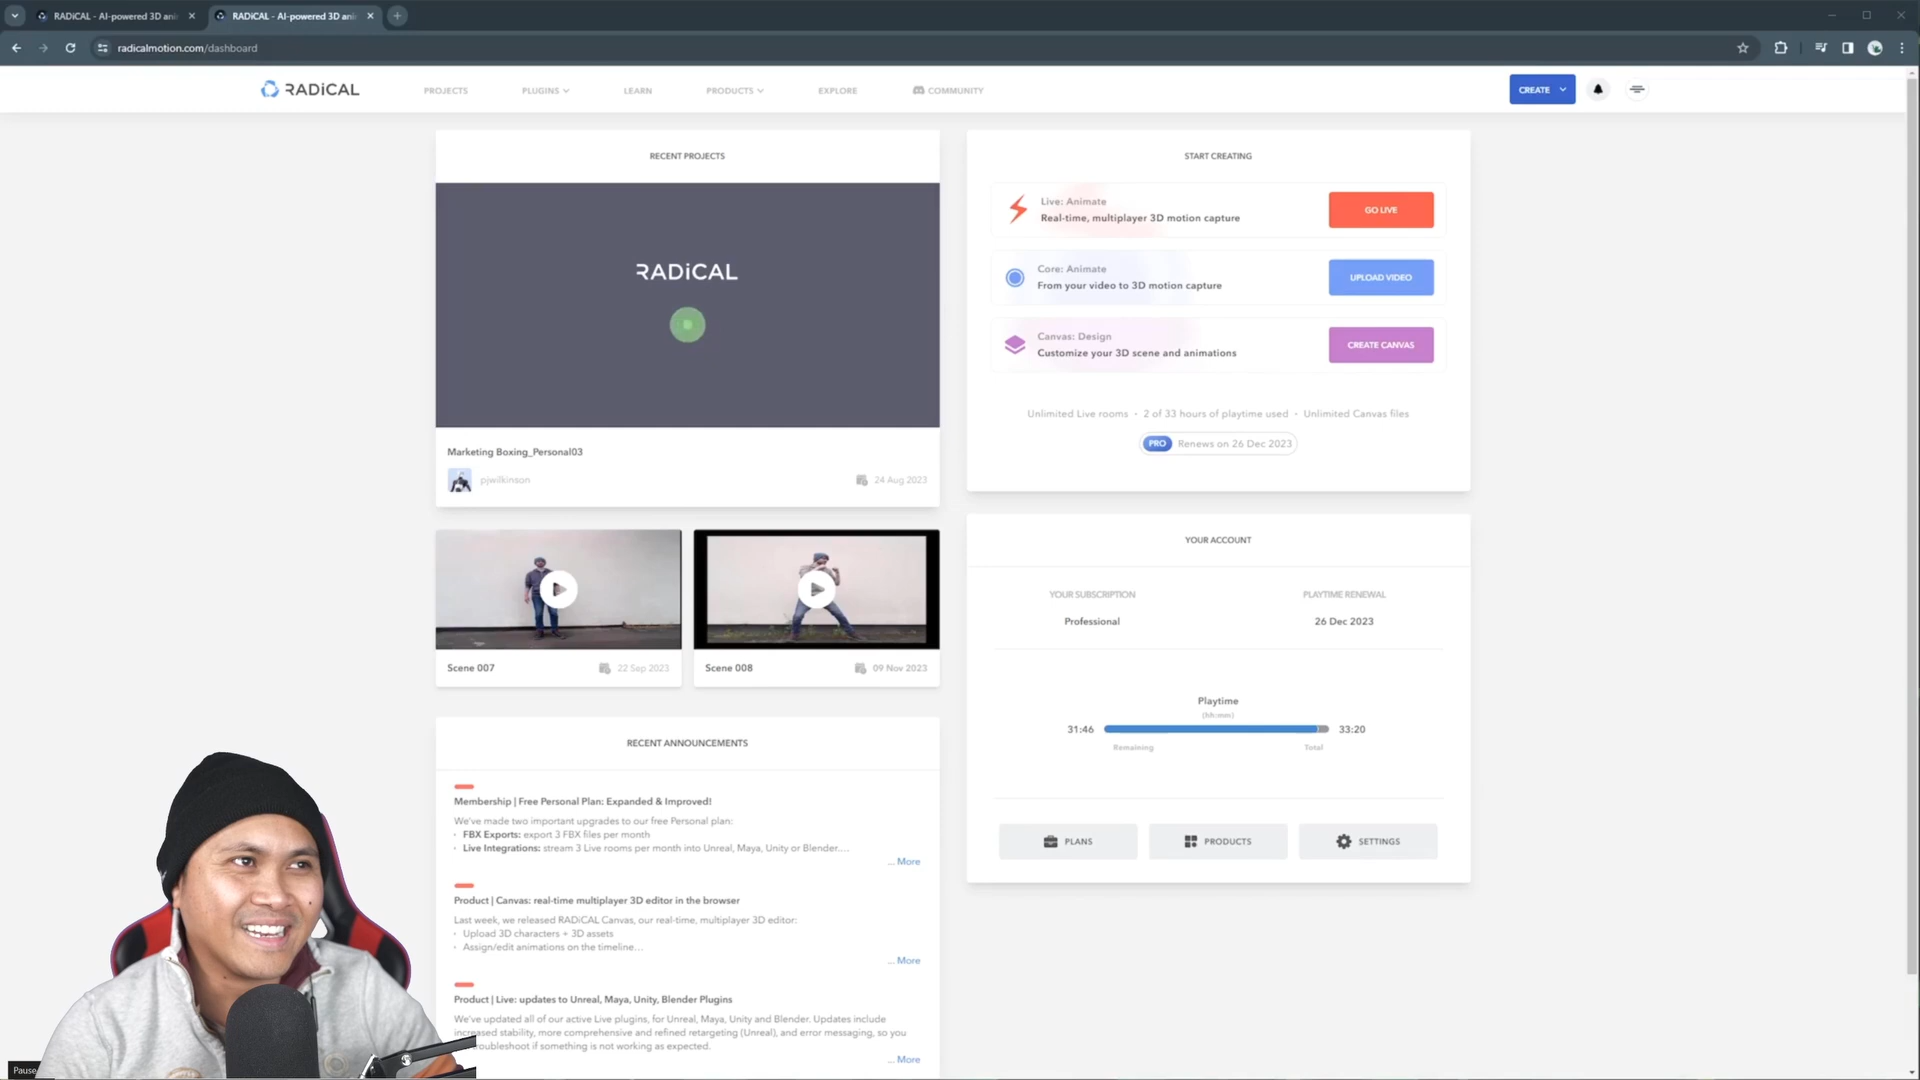 RADiCAL - AI-powered 3D ani
RADiCAL - AI-powered 3D ani
radicalmotion.com/dashboard
RADiCAL
PROJECTS
PLUGINS
LEARN
PRODUCTS
EXPLORE
COMMUNITY
CREATE
RECENT PROJECTS
RADiCAL
Marketing Boxing_Personal03
pjwilkinson
24 Aug 2023
Scene 007
22 Sep 2023
Scene 008
09 Nov 2023
RECENT ANNOUNCEMENTS
Membership | Free Personal Plan: Expanded & Improved!
We've made two important upgrades to our free Personal plan:
· FBX Exports: export 3 FBX files per month
· Live Integrations: stream 3 Live rooms per month into Unreal, Maya, Unity or Blender....
... More
Product | Canvas: real-time multiplayer 3D editor in the browser
Last week, we released RADiCAL Canvas, our real-time, multiplayer 3D editor:
· Upload 3D characters + 3D assets
· Assign/edit animations on the timeline...
... More
Product | Live: updates to Unreal, Maya, Unity, Blender Plugins
We've updated all of our active Live plugins, for Unreal, Maya, Unity and Blender. Updates include
increased stability, more comprehensive and refined retargeting (Unreal), and error messaging, so you
troubleshoot if something is not working as expected.
... More
START CREATING
Live: Animate
Real-time, multiplayer 3D motion capture
GO LIVE
Core: Animate
From your video to 3D motion capture
UPLOAD VIDEO
Canvas: Design
Customize your 3D scene and animations
CREATE CANVAS
Unlimited Live rooms · 2 of 33 hours of playtime used · Unlimited Canvas files
PRO Renews on 26 Dec 2023
YOUR ACCOUNT
YOUR SUBSCRIPTION
Professional
PLAYTIME RENEWAL
26 Dec 2023
Playtime
(hh:mm)
31:46
33:20
Remaining
Total
PLANS
PRODUCTS
SETTINGS
Pause